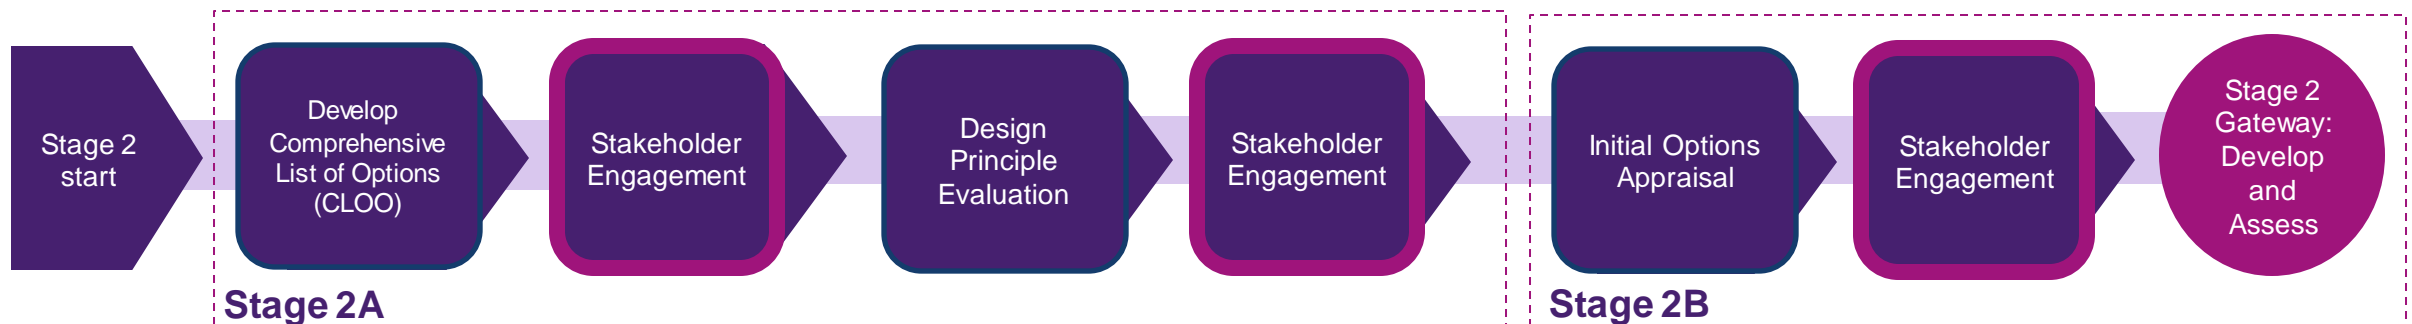 Stage 2
start
Develop
Comprehensive
List of Options
(CLOO)
Stakeholder
Engagement
Design
Principle
Evaluation
Stakeholder
Engagement
Stage 2A
Initial Options
Appraisal
Stakeholder
Engagement
Stage 2
Gateway:
Develop
and
Assess
Stage 2B